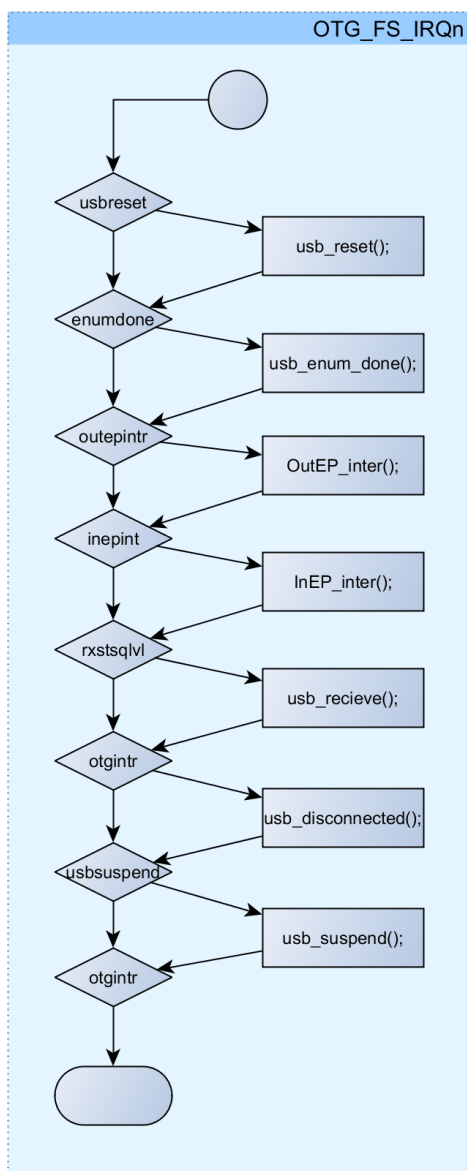 OTG_FS_IRQn
usbreset
usb_reset();
enumdone
usb_enum_done();
outepintr
OutEP_inter();
inepint
InEP_inter();
rxstsqlvl
usb_recieve();
otgintr
usb_disconnected();
usbsuspend
usb_suspend();
otgintr